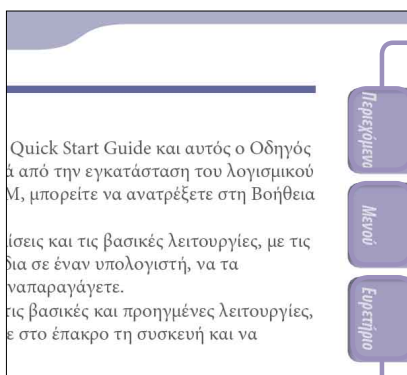 Quick Start Guide και αυτός ο Οδηγός
ά από την εγκατάσταση του λογισμικού
M, μπορείτε να ανατρέξετε στη Βοήθεια
ίσεις και τις βασικές λειτουργίες, με τις
δια σε έναν υπολογιστή, να τα
ναπαραγάγετε.
τις βασικές και προηγμένες λειτουργίες,
ε στο έπακρο τη συσκευή και να
Περιεχόμενα
Μενού
Ευρετήριο